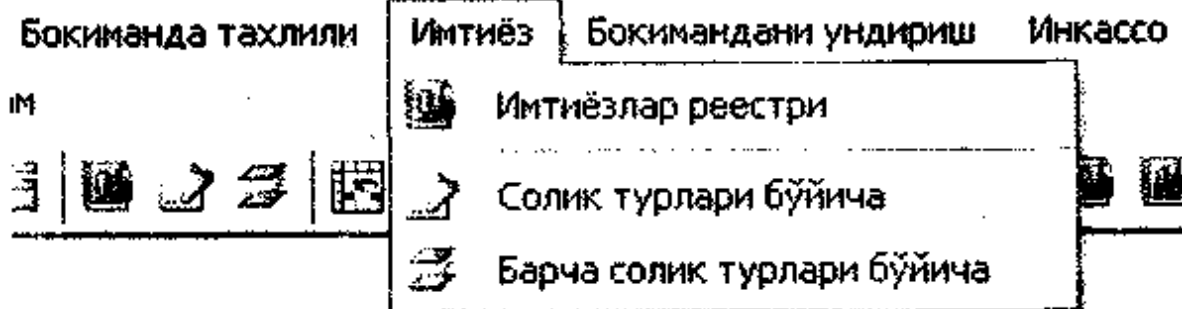 Бокиманда тахлили Имтиёз Бокимандани ундириш Инкассо
Имтиёзлар реестри
Солик турлари бўйича
Барча солик турлари бўйича